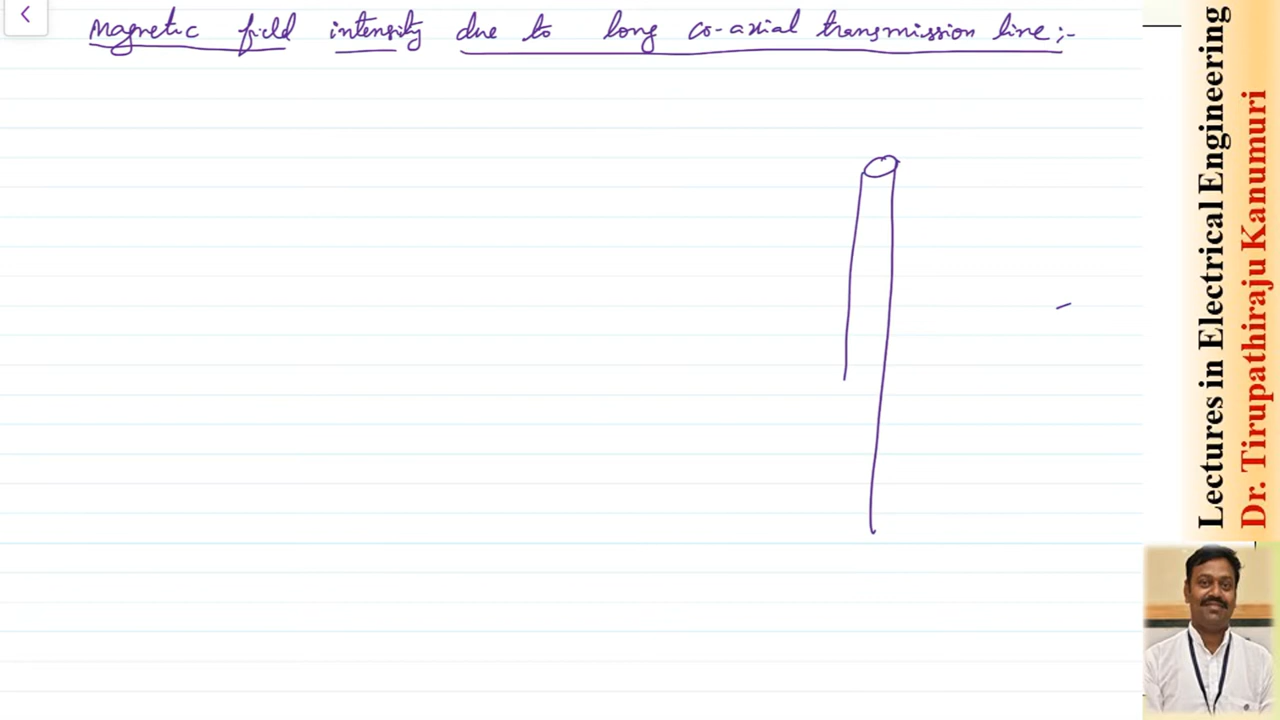 magnetic field intensity due to long co-axial transmission line :-
Lectures in Electrical Engineering
Dr. Tirupathiraju Kanumuri